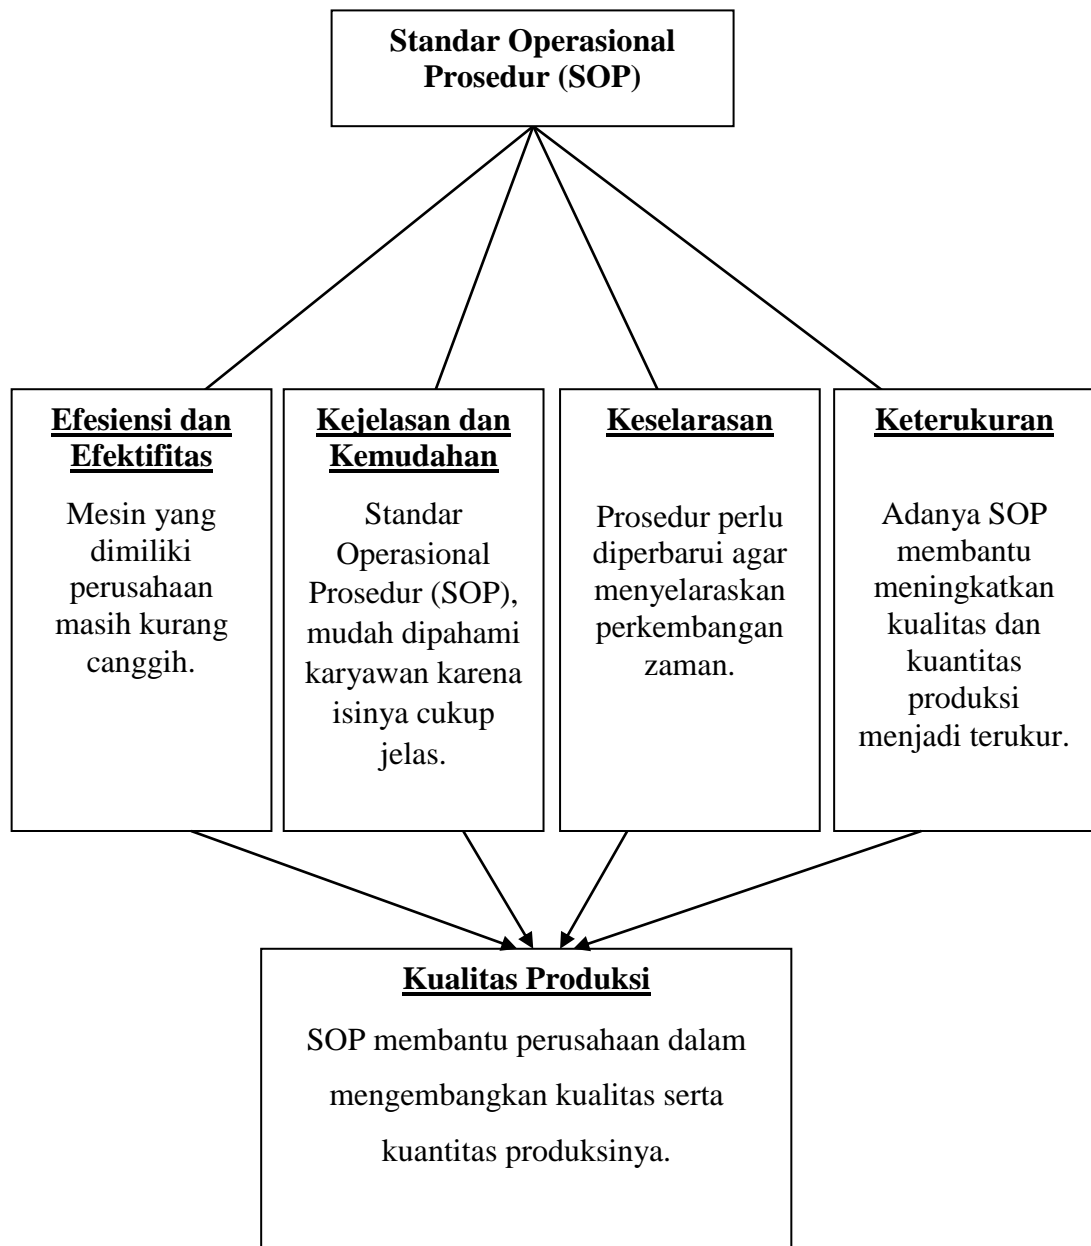 Standar Operasional
Prosedur (SOP)
Efesiensi dan
Efektifitas
Mesin yang
dimiliki
perusahaan
masih kurang
canggih.
Kejelasan dan
Kemudahan
Standar
Operasional
Prosedur (SOP),
mudah dipahami
karyawan karena
isinya cukup
jelas.
Keselarasan
Prosedur perlu
diperbarui agar
menyelaraskan
perkembangan
zaman.
Keterukuran
Adanya SOP
membantu
meningkatkan
kualitas dan
kuantitas
produksi
menjadi terukur.
Kualitas Produksi
SOP membantu perusahaan dalam
mengembangkan kualitas serta
kuantitas produksinya.